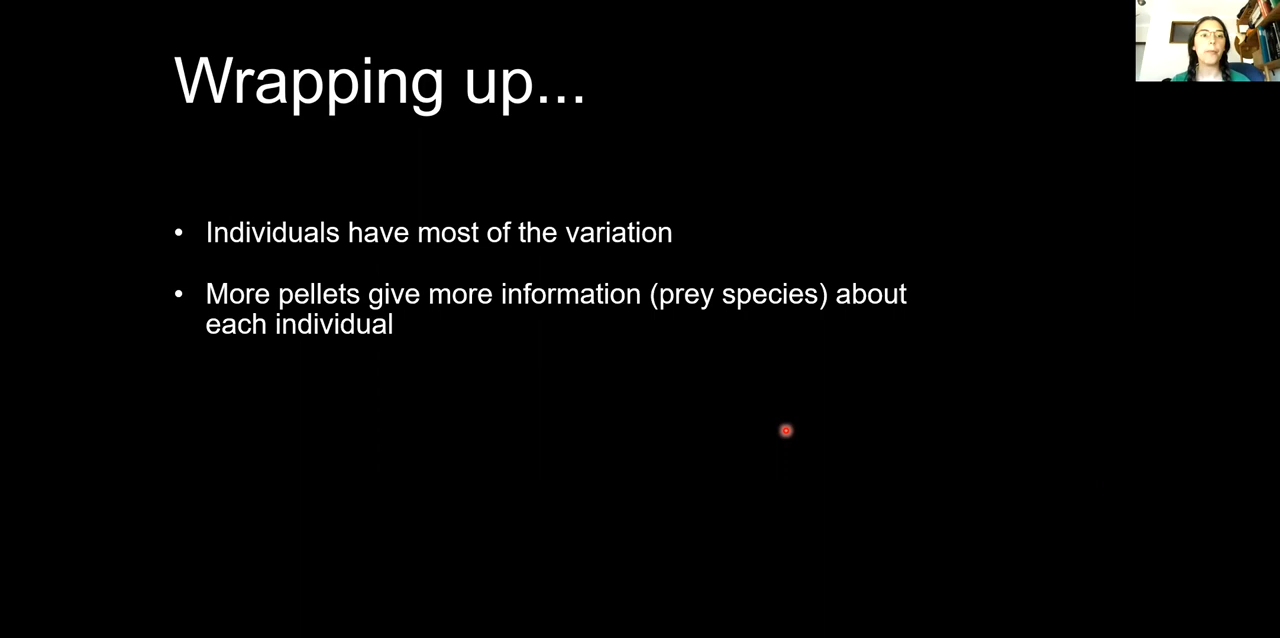 Wrapping up...
• Individuals have most of the variation
• More pellets give more information (prey species) about
each individual